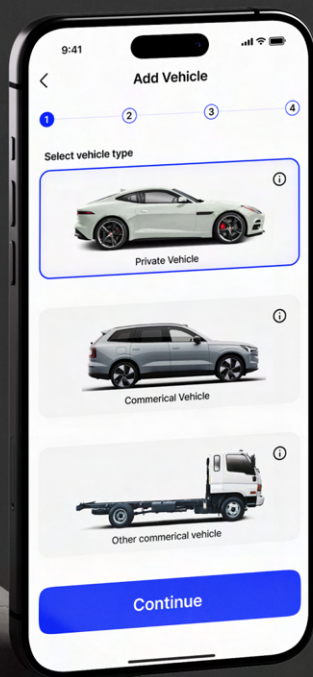 9:41
Add Vehicle
1 2 3 4
Select vehicle type
Private Vehicle
Commerical Vehicle
Other commerical vehicle
Continue